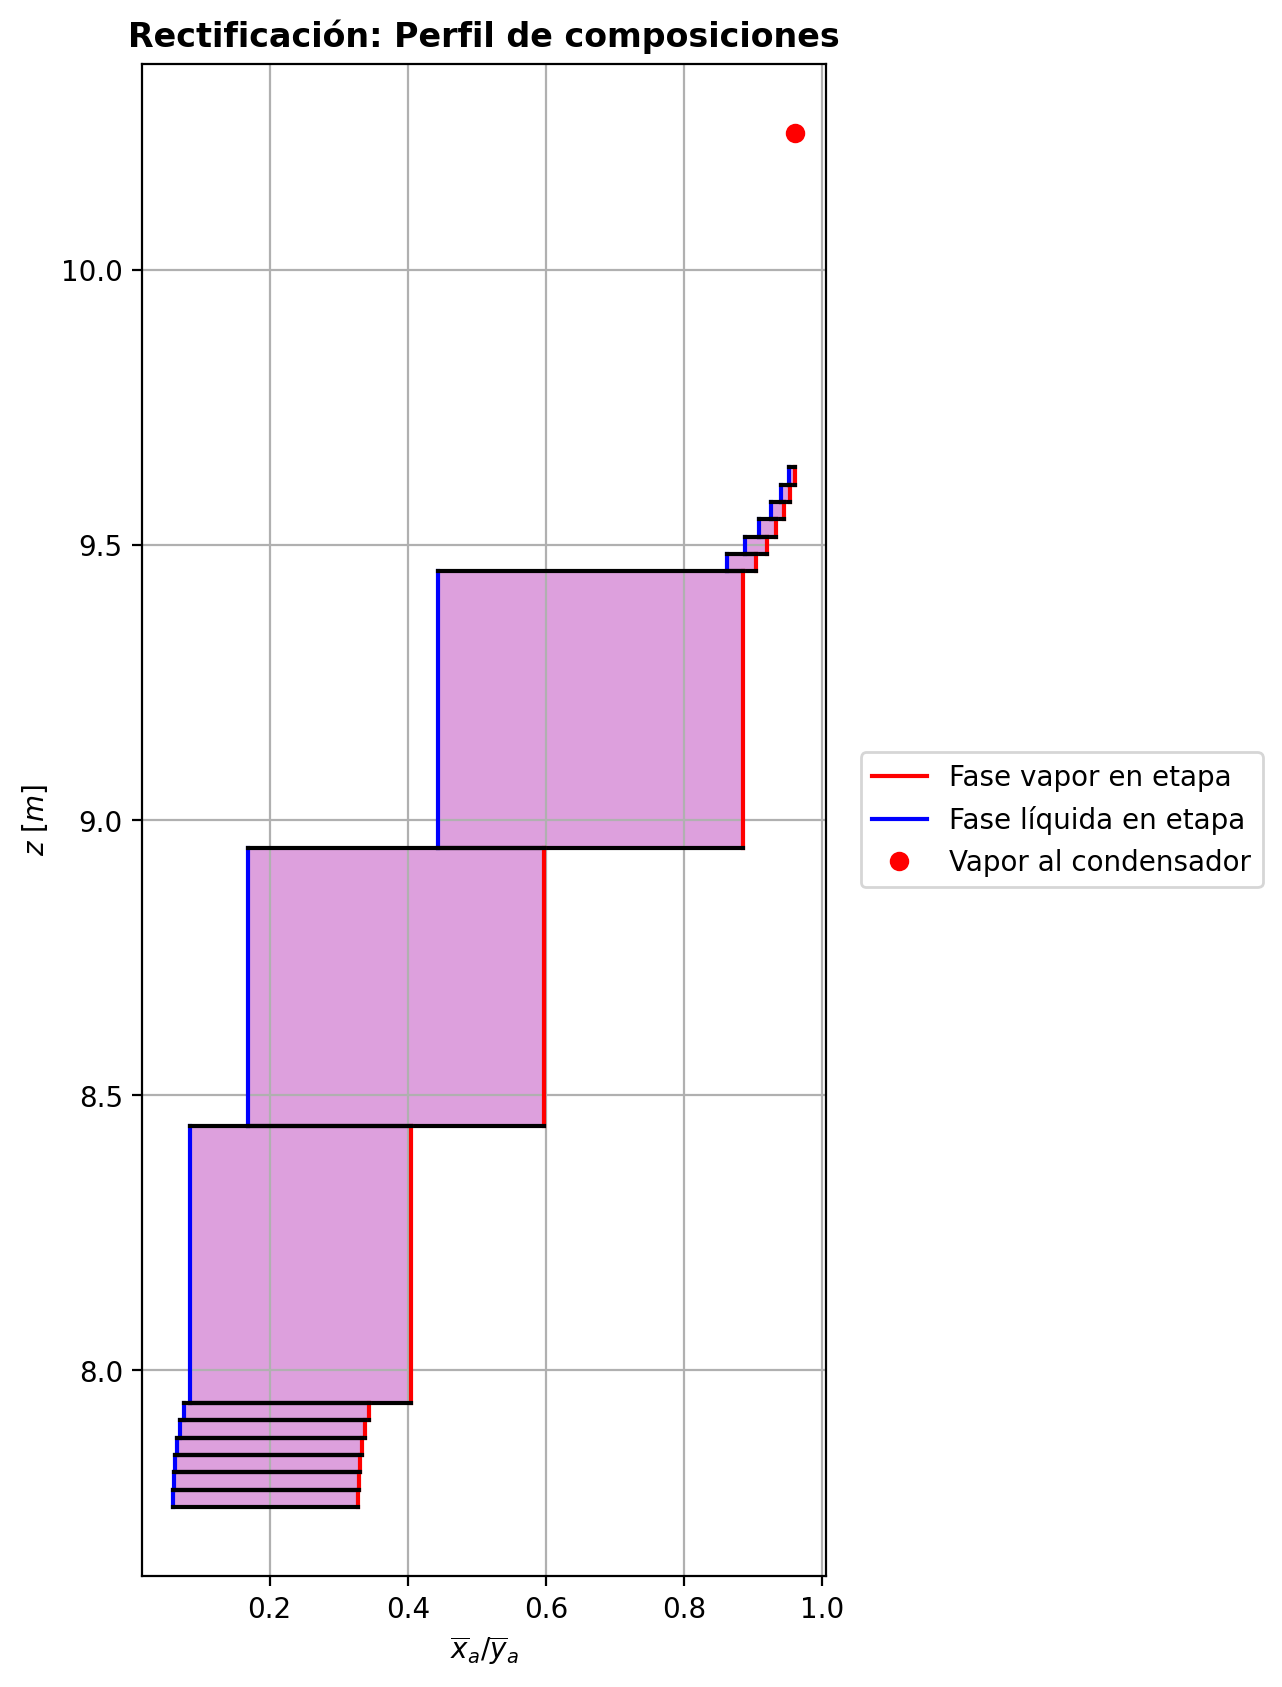 Rectificación: Perfil de composiciones
10.0
9.5
9.0
8.5
8.0
z [m]
0.2 0.4 0.6 0.8 1.0
x̅ₐ/y̅ₐ
Fase vapor en etapa
Fase líquida en etapa
Vapor al condensador